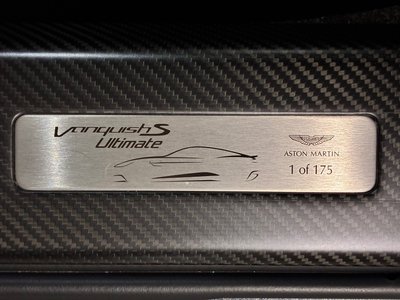 Vanquish S
Ultimate
ASTON MARTIN
1 of 175